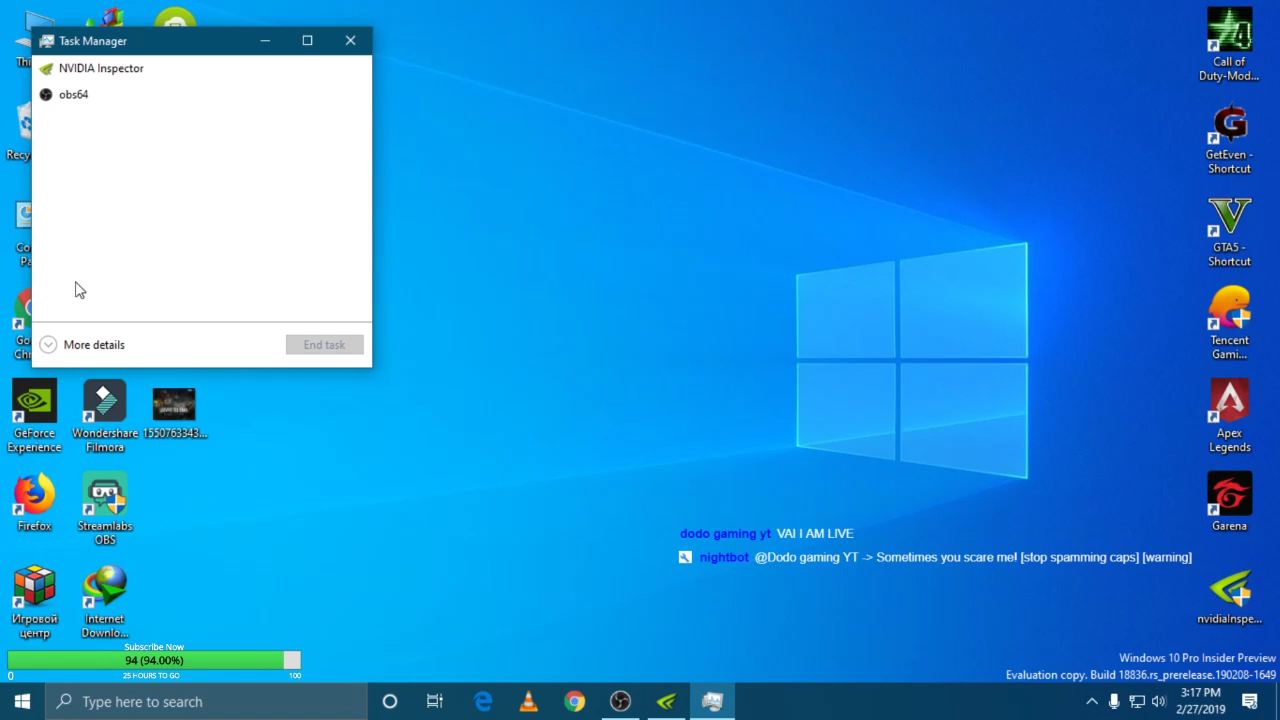 Task Manager
NVIDIA Inspector
obs64
More details
End task
GeForce
Experience
Wondershare
Filmora
1550763343...
Firefox
Streamlabs
OBS
Игровой
центр
Internet
Downlo...
Subscribe Now
94 (94.00%)
0
25 HOURS TO GO
100
dodo gaming yt VAI I AM LIVE
nightbot @Dodo gaming YT -> Sometimes you scare me! [stop spamming caps] [warning]
Call of
Duty-Mod...
GetEven -
Shortcut
GTA5 -
Shortcut
Tencent
Gami...
Apex
Legends
Garena
nvidiaInspe...
Windows 10 Pro Insider Preview
Evaluation copy. Build 18836.rs_prerelease.190208-1649
Type here to search
3:17 PM
2/27/2019